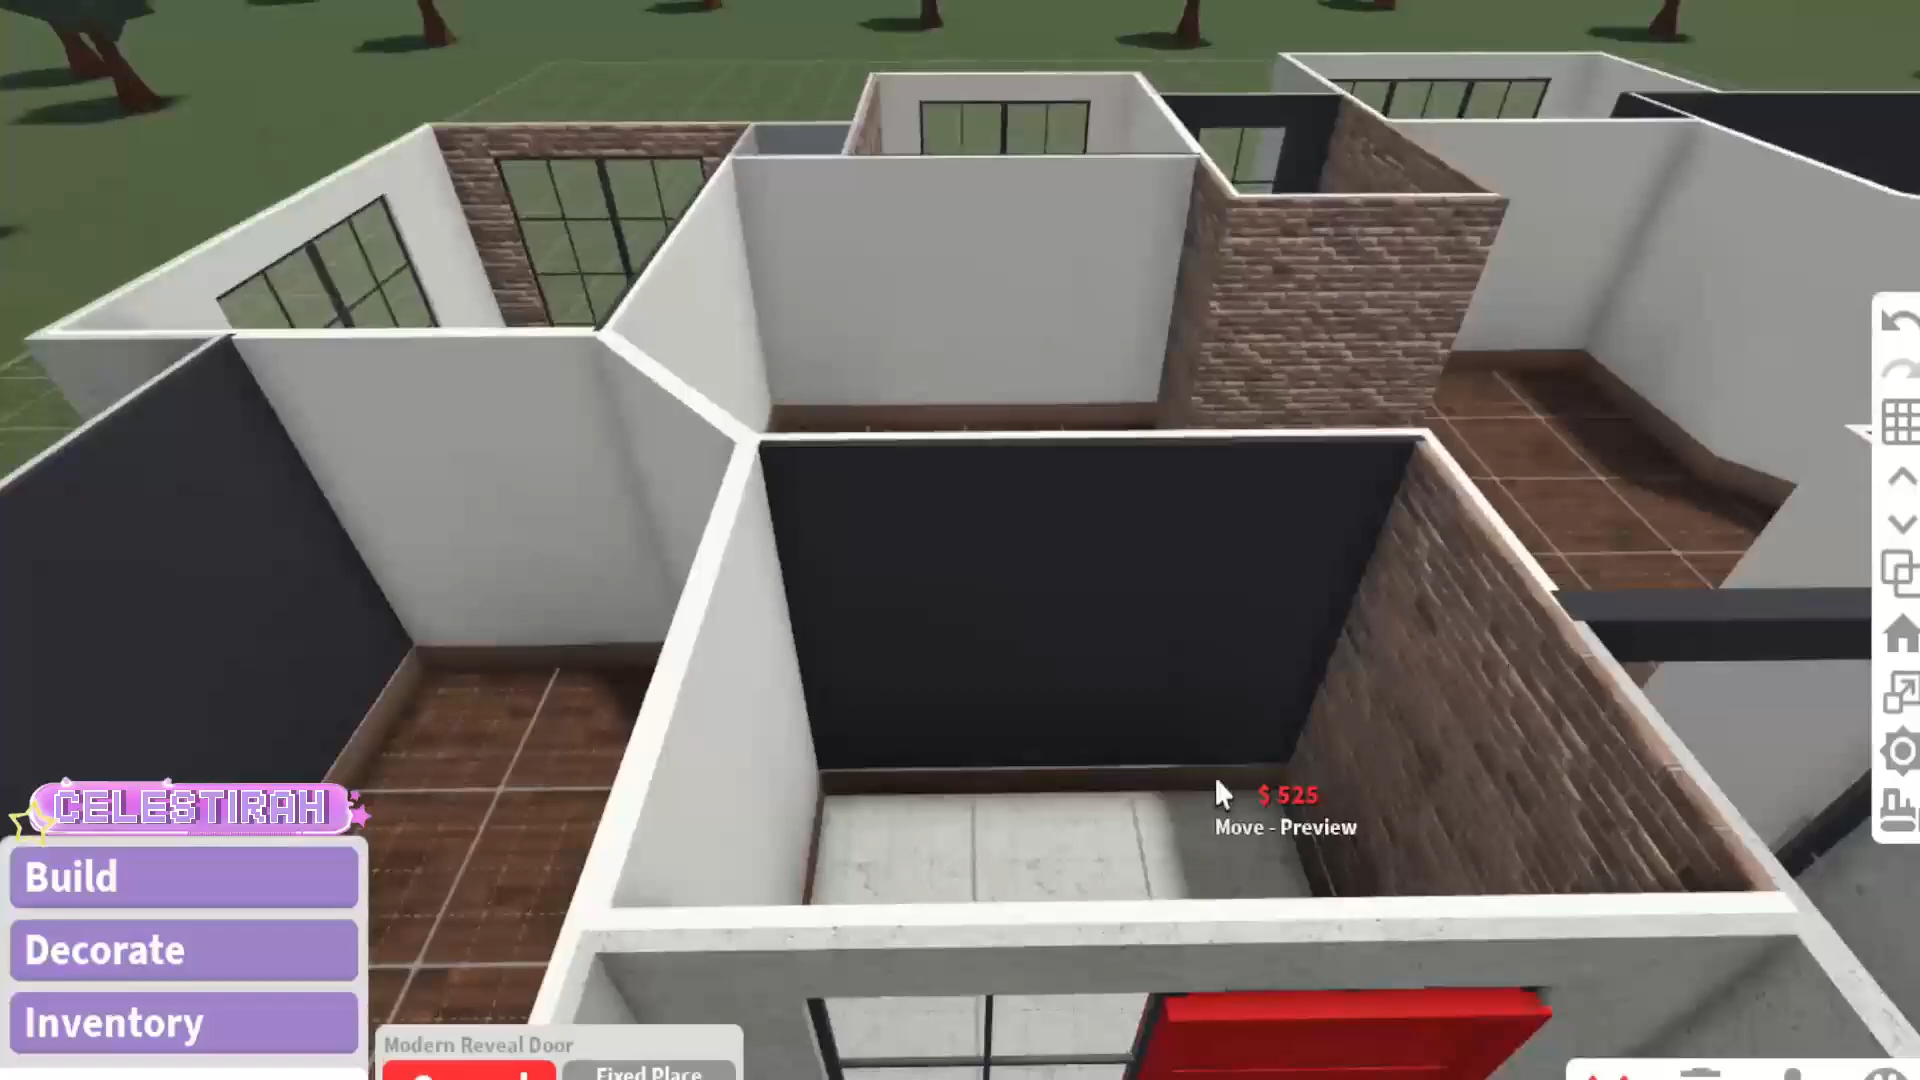 $ 525
Move - Preview
CELESTIRAH
Build
Decorate
Inventory
Modern Reveal Door
Fixed Place